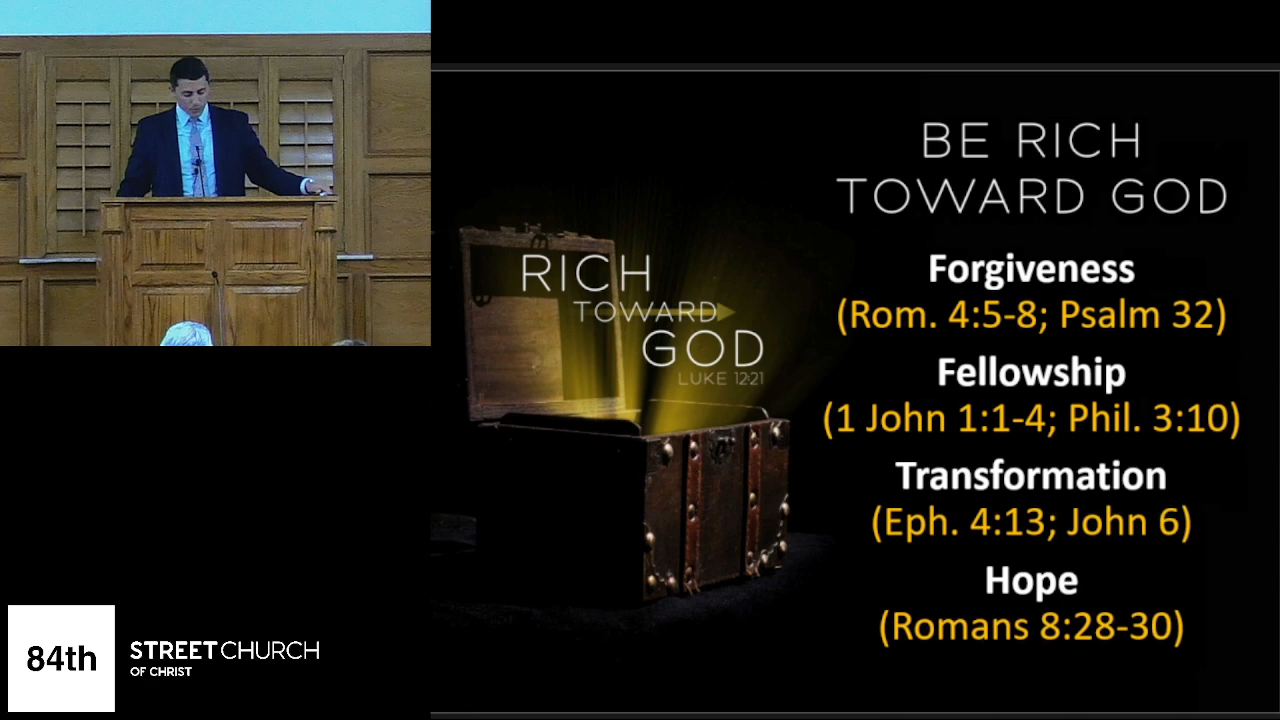 RICH
TOWARD
GOD
LUKE 12:21
BE RICH
TOWARD GOD
Forgiveness
(Rom. 4:5-8; Psalm 32)
Fellowship
(1 John 1:1-4; Phil. 3:10)
Transformation
(Eph. 4:13; John 6)
Hope
(Romans 8:28-30)
84th
STREET CHURCH
OF CHRIST